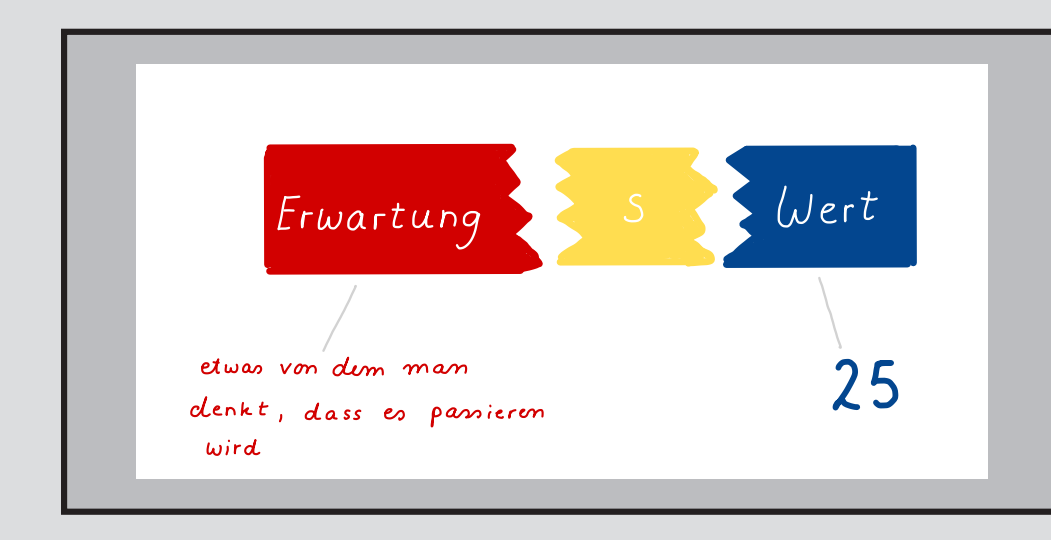 Erwartung S Wert
etwas von dem man
denkt, dass es passieren
wird
25